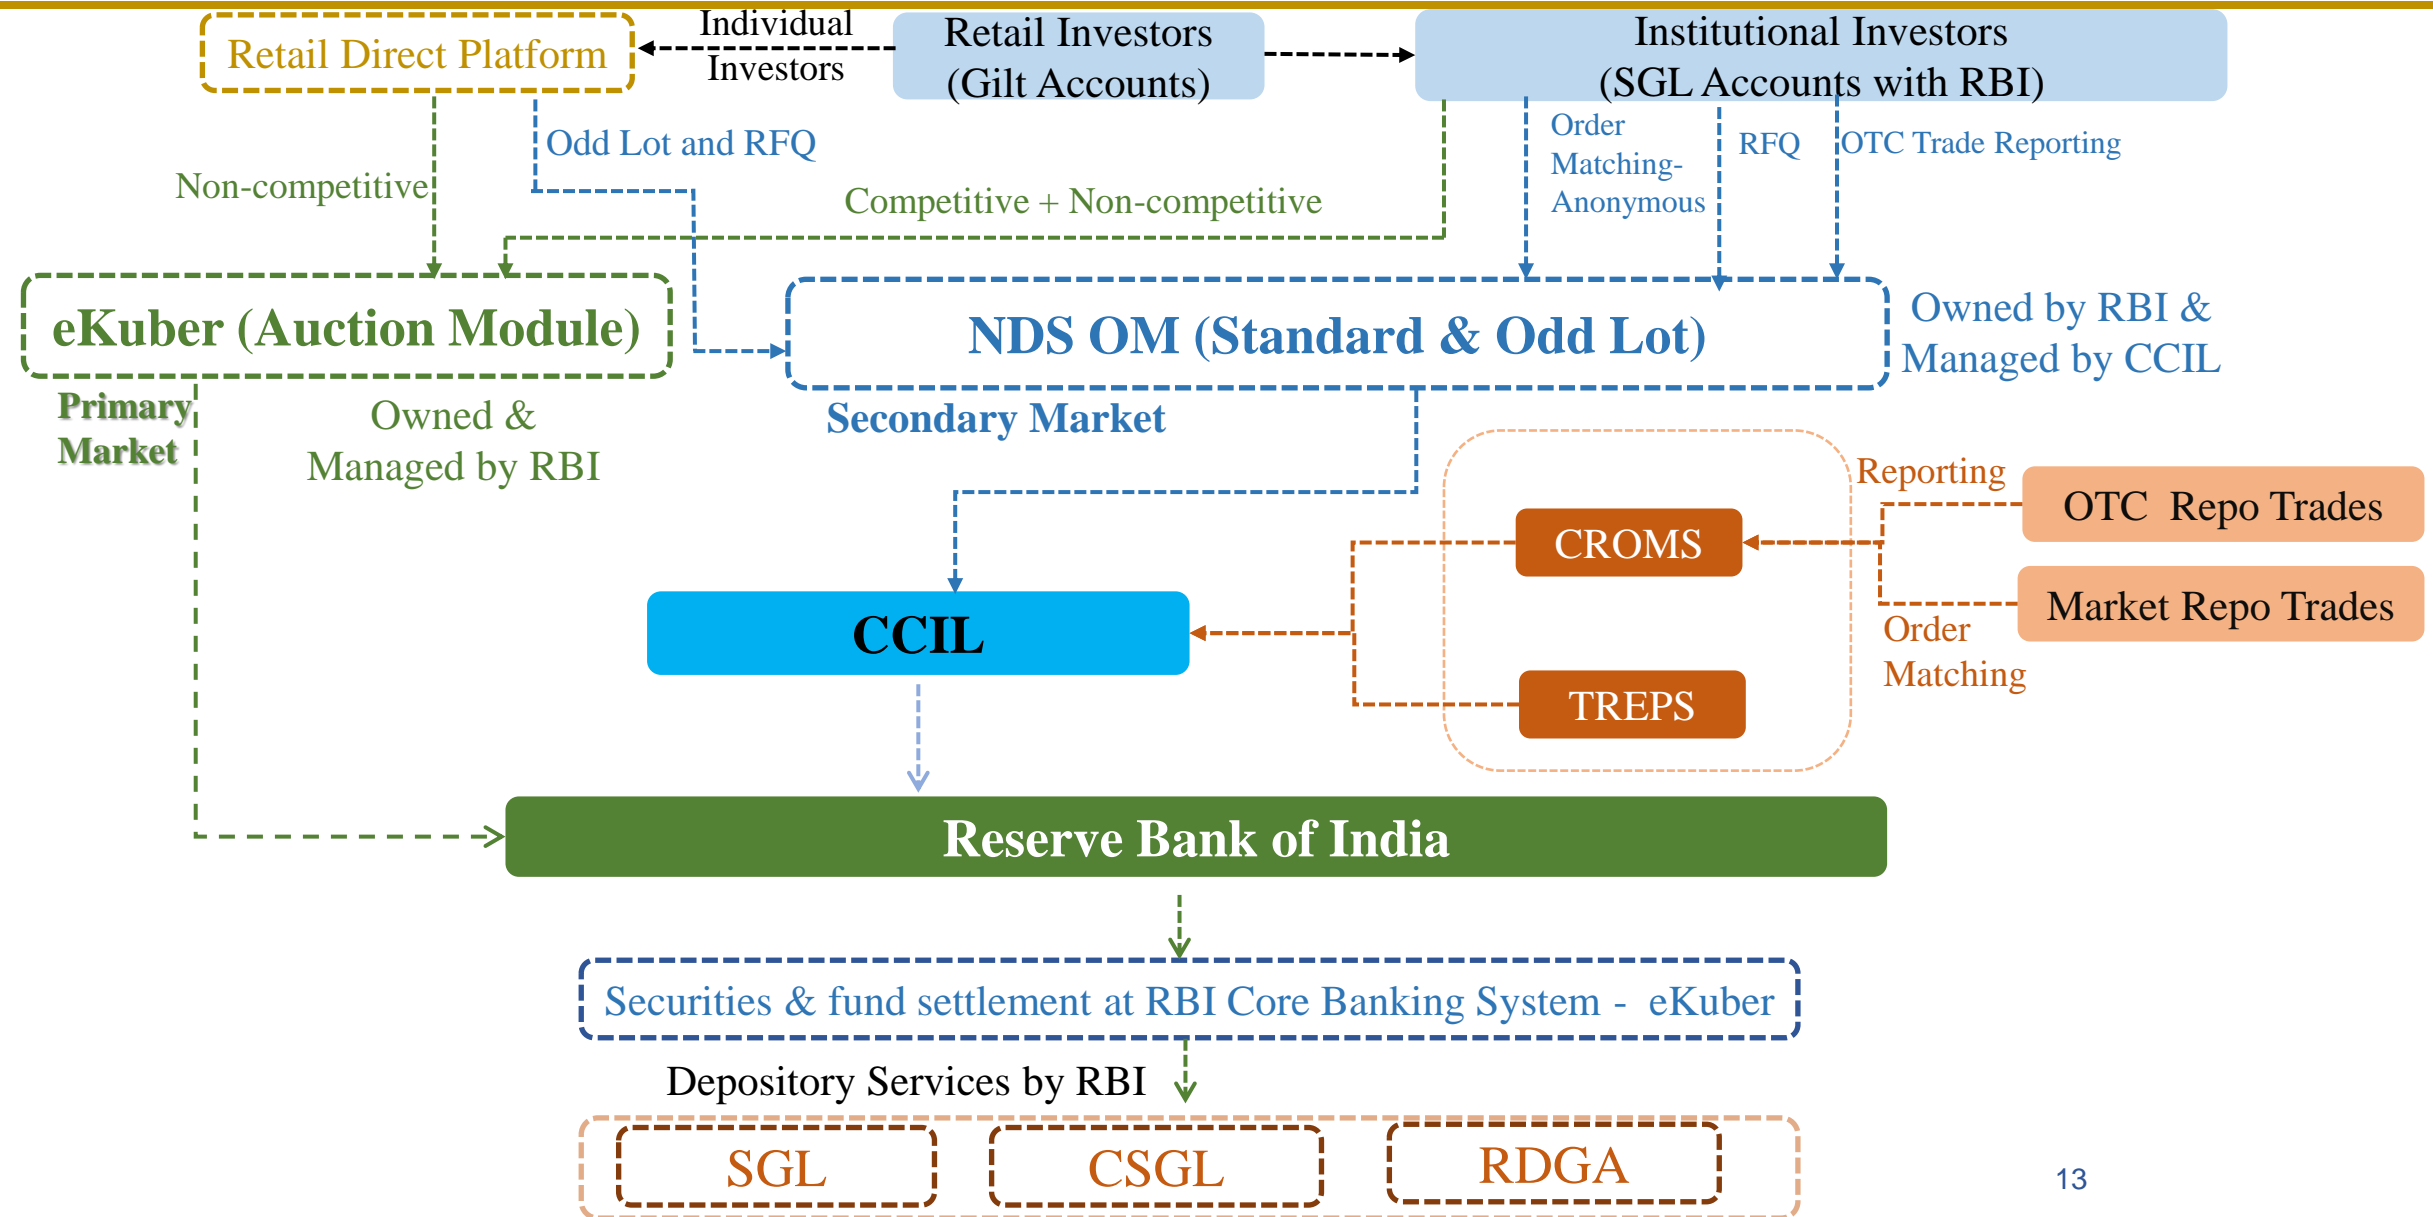 Individual
Investors
Retail Direct Platform
Retail Investors
(Gilt Accounts)
Institutional Investors
(SGL Accounts with RBI)
Odd Lot and RFQ
Non-competitive
Competitive + Non-competitive
Order
Matching-
Anonymous
RFQ
OTC Trade Reporting
eKuber (Auction Module)
NDS OM (Standard & Odd Lot)
Owned by RBI &
Managed by CCIL
Primary
Market
Owned &
Managed by RBI
Secondary Market
Reporting
OTC  Repo Trades
CROMS
Market Repo Trades
Order
Matching
CCIL
TREPS
Reserve Bank of India
Securities & fund settlement at RBI Core Banking System -  eKuber
Depository Services by RBI
SGL
CSGL
RDGA
13